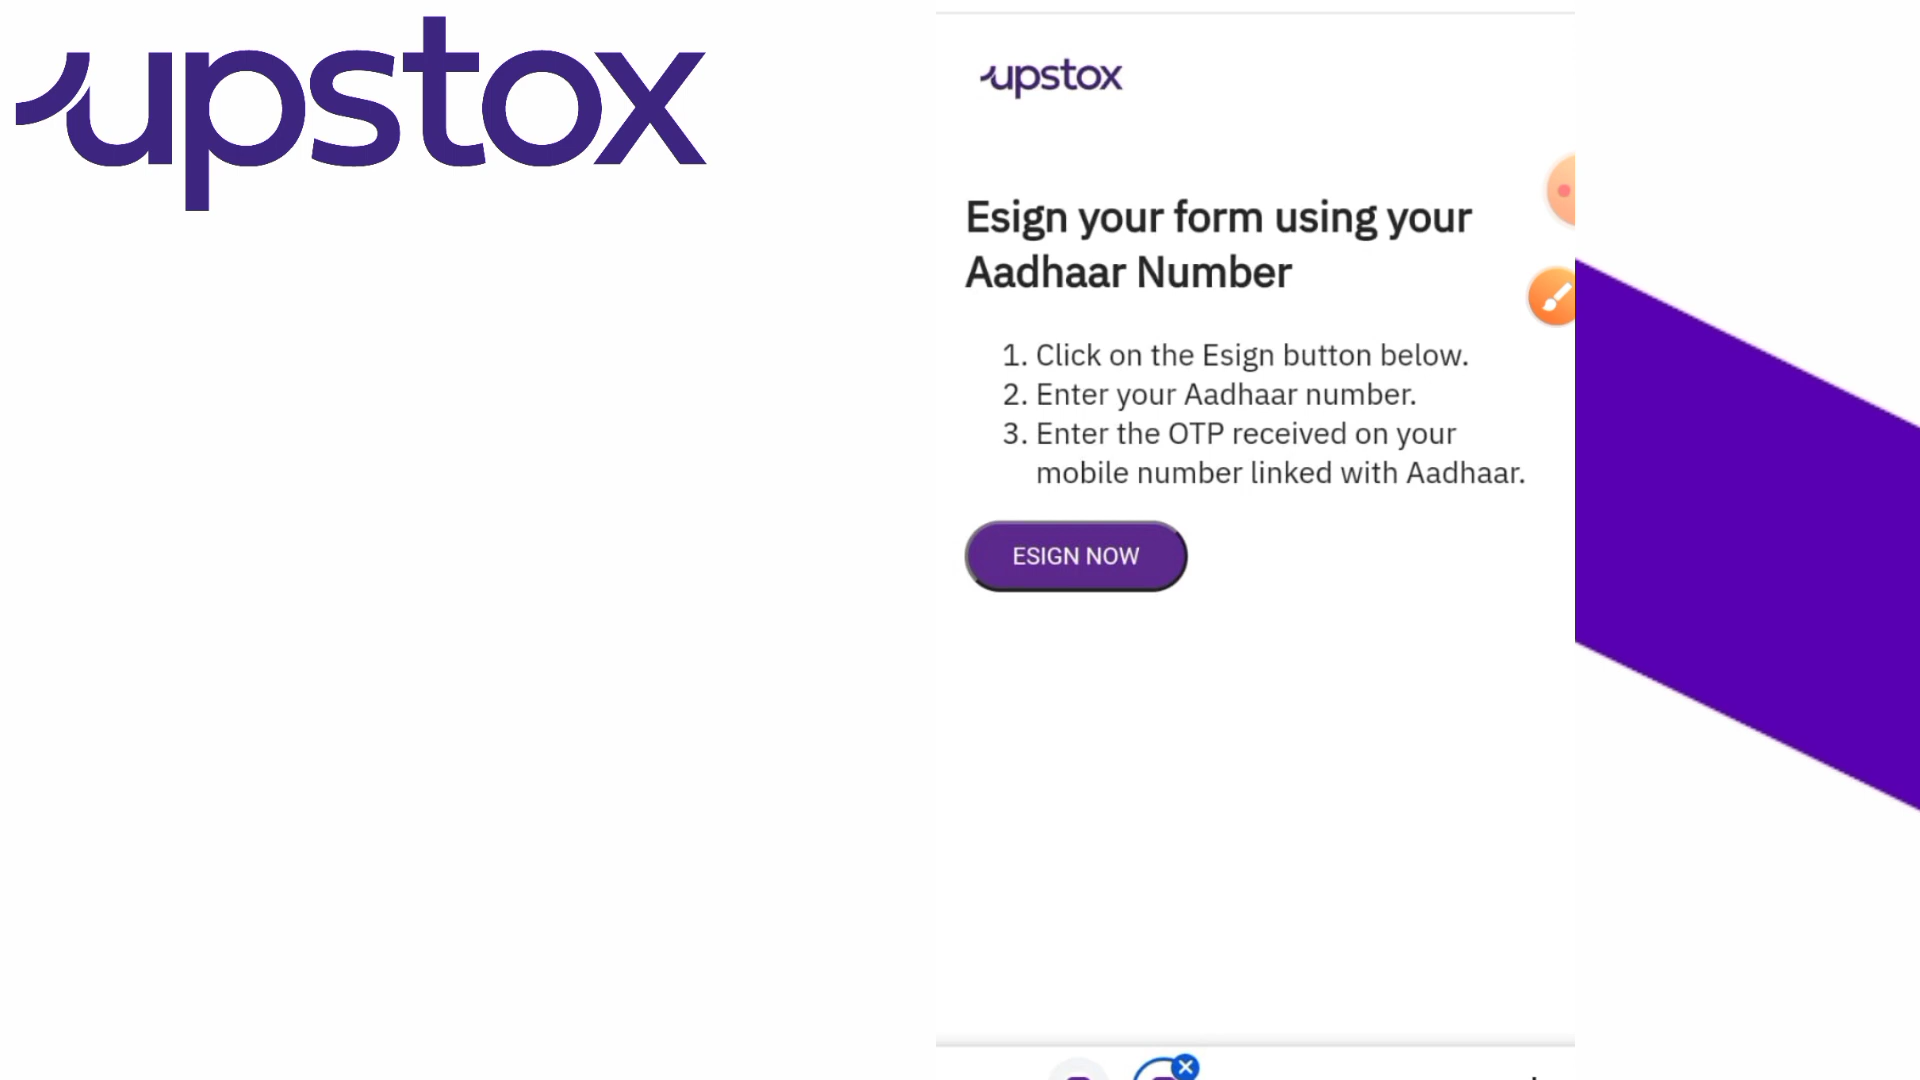 upstox
upstox
Esign your form using your
Aadhaar Number
1. Click on the Esign button below.
2. Enter your Aadhaar number.
3. Enter the OTP received on your
mobile number linked with Aadhaar.
ESIGN NOW